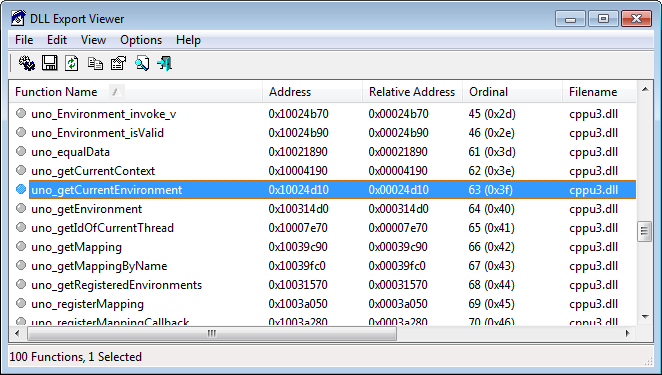 DLL Export Viewer
File Edit View Options Help
Function Name Address Relative Address Ordinal Filename
uno_Environment_invoke_v 0x10024b70 0x00024b70 45 (0x2d) cppu3.dll
uno_Environment_isValid 0x10024b90 0x00024b90 46 (0x2e) cppu3.dll
uno_equalData 0x10021890 0x00021890 61 (0x3d) cppu3.dll
uno_getCurrentContext 0x10004190 0x00004190 62 (0x3e) cppu3.dll
uno_getCurrentEnvironment 0x10024d10 0x00024d10 63 (0x3f) cppu3.dll
uno_getEnvironment 0x100314d0 0x000314d0 64 (0x40) cppu3.dll
uno_getIdOfCurrentThread 0x10007e70 0x00007e70 65 (0x41) cppu3.dll
uno_getMapping 0x10039c90 0x00039c90 66 (0x42) cppu3.dll
uno_getMappingByName 0x10039fc0 0x00039fc0 67 (0x43) cppu3.dll
uno_getRegisteredEnvironments 0x10031570 0x00031570 68 (0x44) cppu3.dll
uno_registerMapping 0x1003a050 0x0003a050 69 (0x45) cppu3.dll
uno_registerMappingCallback 0x1003a280 0x0003a280 70 (0x46) cppu3.dll
100 Functions, 1 Selected